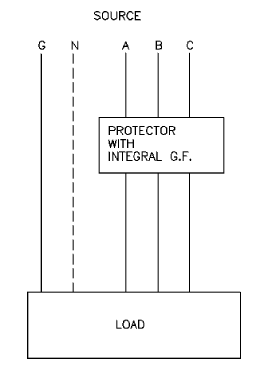 SOURCE
G N A B C
PROTECTOR
WITH
INTEGRAL G.F.
LOAD